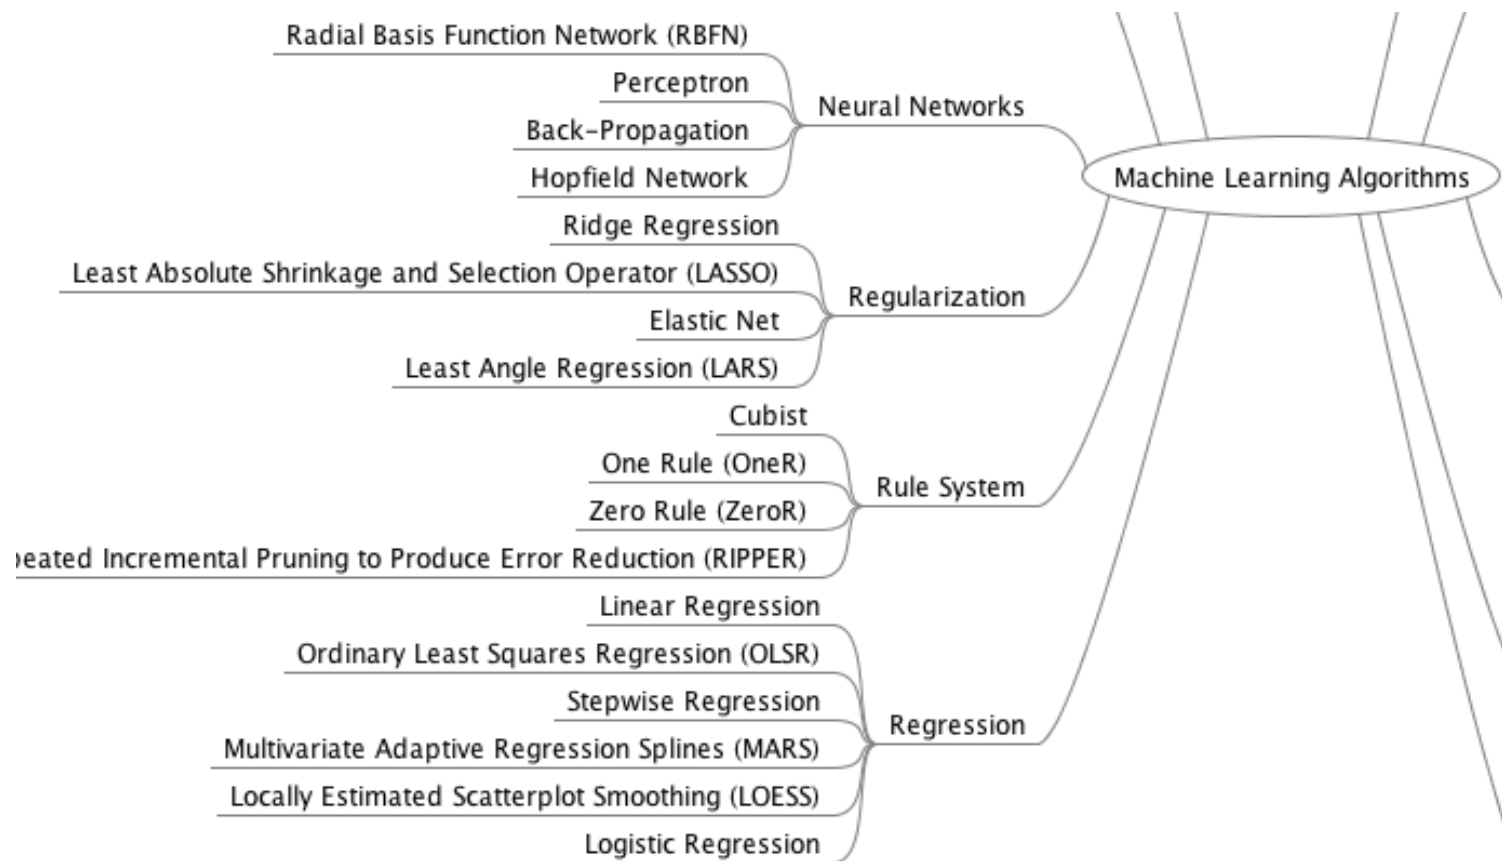 Radial Basis Function Network (RBFN)
Perceptron
Back-Propagation
Hopfield Network
Neural Networks
Ridge Regression
Least Absolute Shrinkage and Selection Operator (LASSO)
Elastic Net
Least Angle Regression (LARS)
Regularization
Cubist
One Rule (OneR)
Zero Rule (ZeroR)
Incremental Pruning to Produce Error Reduction (RIPPER)
Rule System
Linear Regression
Ordinary Least Squares Regression (OLSR)
Stepwise Regression
Multivariate Adaptive Regression Splines (MARS)
Locally Estimated Scatterplot Smoothing (LOESS)
Logistic Regression
Regression
Machine Learning Algorithms